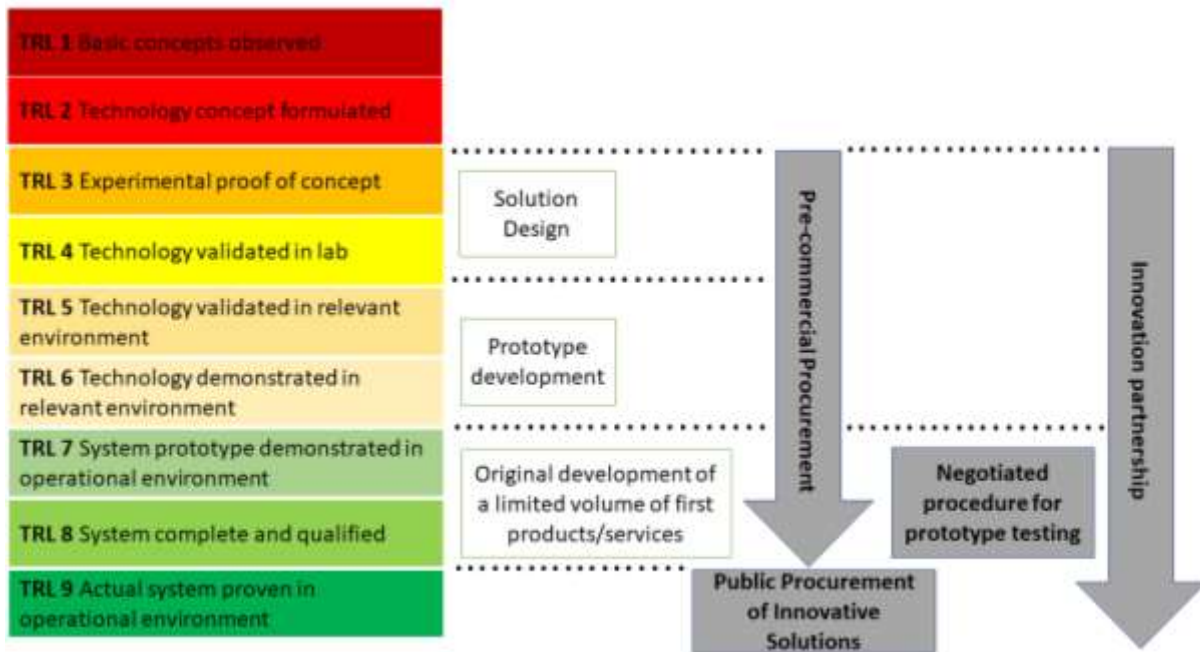 TRL 1 Basic concepts observed
TRL 2 Technology concept formulated
TRL 3 Experimental proof of concept
TRL 4 Technology validated in lab
TRL 5 Technology validated in relevant
environment
TRL 6 Technology demonstrated in
relevant environment
TRL 7 System prototype demonstrated in
operational environment
TRL 8 System complete and qualified
TRL 9 Actual system proven in
operational environment
Solution
Design
Prototype
development
Original development of
a limited volume of first
products/services
Pre-commercial Procurement
Public Procurement
of Innovative
Solutions
Negotiated
procedure for
prototype testing
Innovation partnership